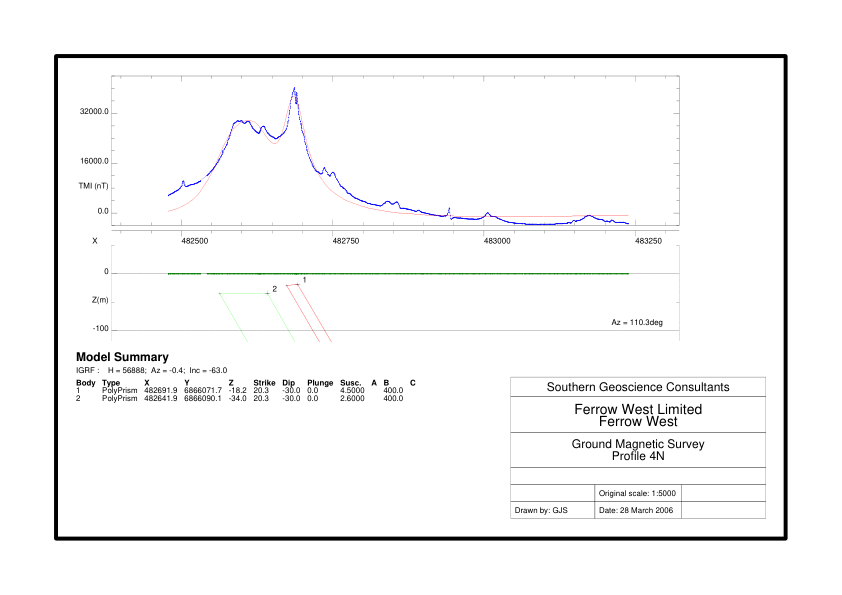 32000.0
16000.0
TMI (nT)
0.0
X 482500 482750 483000 483250
0
1
2
Z(m)
Az = 110.3deg
-100
Model Summary
IGRF : H = 56888; Az = -0.4; Inc = -63.0
Body Type X Y Z Strike Dip Plunge Susc. A B C
1 PolyPrism 482691.9 6866071.7 -18.2 20.3 -30.0 0.0 4.5000 400.0
2 PolyPrism 482641.9 6866090.1 -34.0 20.3 -30.0 0.0 2.6000 400.0
Southern Geoscience Consultants
Ferrow West Limited
Ferrow West
Ground Magnetic Survey
Profile 4N
Original scale: 1:5000
Drawn by: GJS Date: 28 March 2006